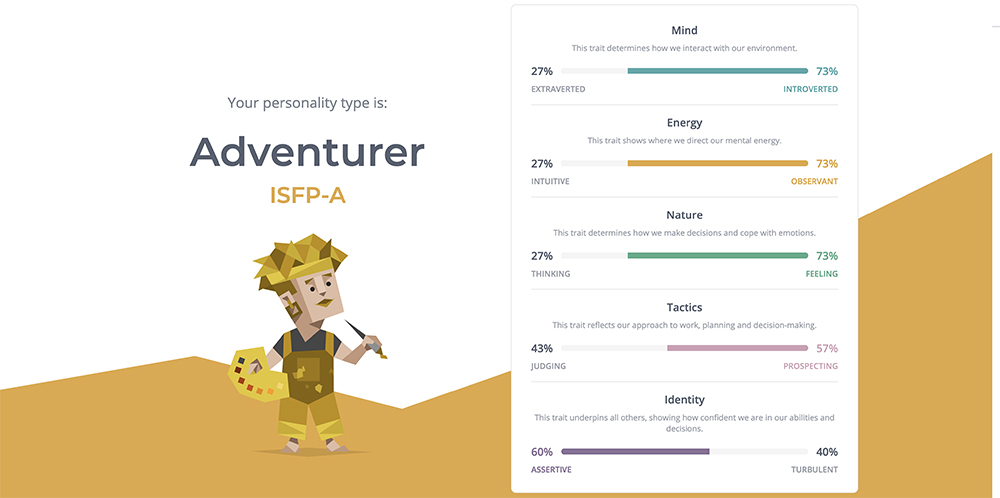 Your personality type is:
Adventurer
ISFP-A
Mind
This trait determines how we interact with our environment.
27% 73%
EXTRAVERTED INTROVERTED
Energy
This trait shows where we direct our mental energy.
27% 73%
INTUITIVE OBSERVANT
Nature
This trait determines how we make decisions and cope with emotions.
27% 73%
THINKING FEELING
Tactics
This trait reflects our approach to work, planning and decision-making.
43% 57%
JUDGING PROSPECTING
Identity
This trait underpins all others, showing how confident we are in our abilities and
decisions.
60% 40%
ASSERTIVE TURBULENT